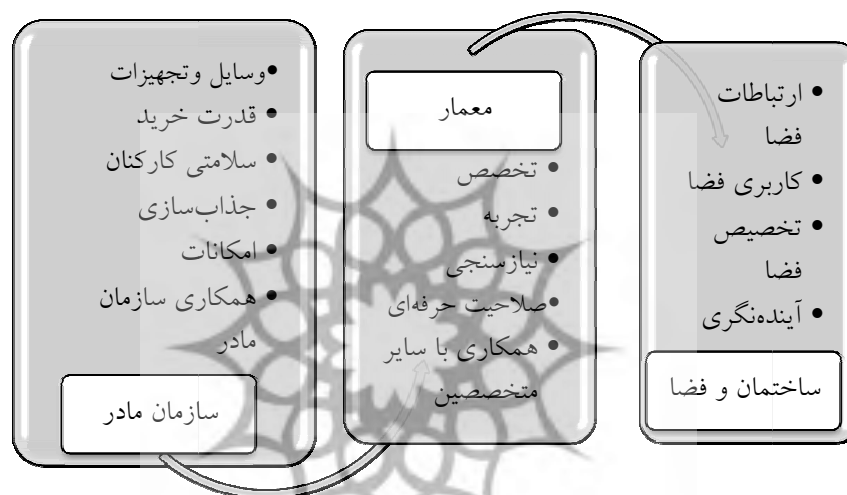 • ارتباطات
فضا
• کاربری فضا
• تخصیص
فضا
• آینده‌نگری
ساختمان و فضا
معمار
• تخصص
• تجربه
• نیازسنجی
•صلاحیت حرفه‌ای
• همکاری با سایر
متخصصین
•وسایل وتجهیزات
• قدرت خرید
• سلامتی کارکنان
• جذاب‌سازی
• امکانات
• همکاری سازمان
مادر
سازمان مادر